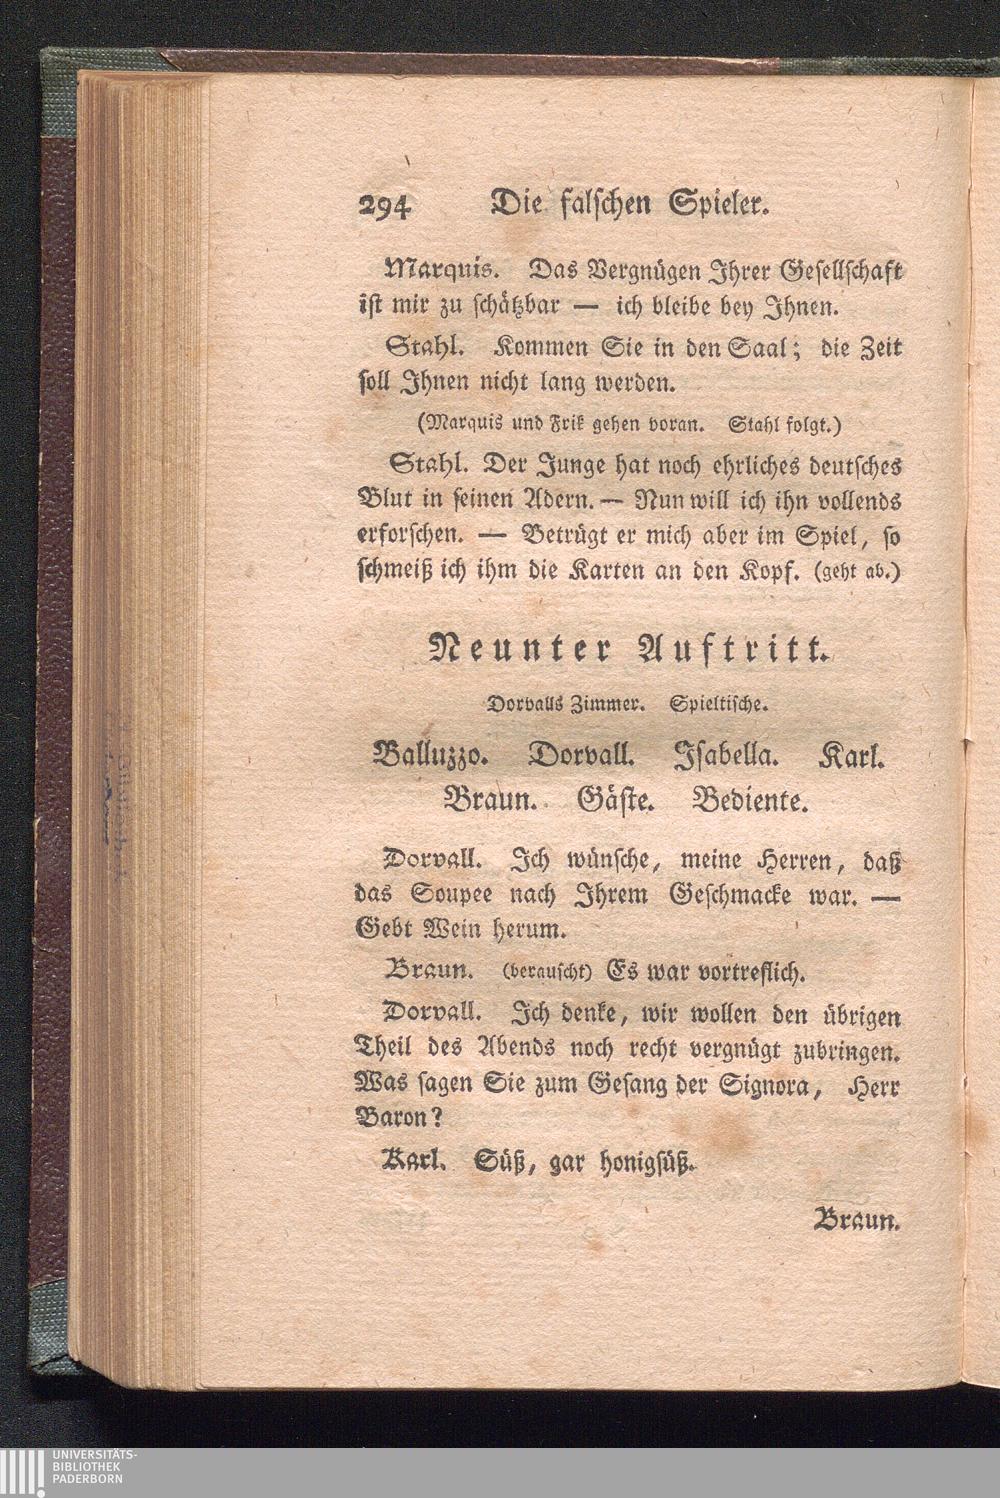 294 Die falschen Spieler.
Marquis. Das Vergnügen Ihrer Gesellschaft
ist mir zu schätzbar — ich bleibe bey Ihnen.
Stahl. Kommen Sie in den Saal; die Zeit
soll Ihnen nicht lang werden.
(Marquis und Frik gehen voran. Stahl folgt.)
Stahl. Der Junge hat noch ehrliches deutsches
Blut in seinen Adern. — Nun will ich ihn vollends
erforschen. — Betrügt er mich aber im Spiel, so
schmeiß ich ihm die Karten an den Kopf. (geht ab.)
Neunter Auftritt.
Dorvalls Zimmer. Spieltische.
Balluzzo. Dorvall. Isabella. Karl.
Braun. Gäste. Bediente.
Dorvall. Ich wünsche, meine Herren, daß
das Soupee nach Ihrem Geschmacke war. —
Gebt Wein herum.
Braun. (berauscht) Es war vortreflich.
Dorvall. Ich denke, wir wollen den übrigen
Theil des Abends noch recht vergnügt zubringen.
Was sagen Sie zum Gesang der Signora, Herr
Baron?
Karl. Süß, gar honigsüß.
Braun.
UNIVERSITÄTS-
BIBLIOTHEK
PADERBORN